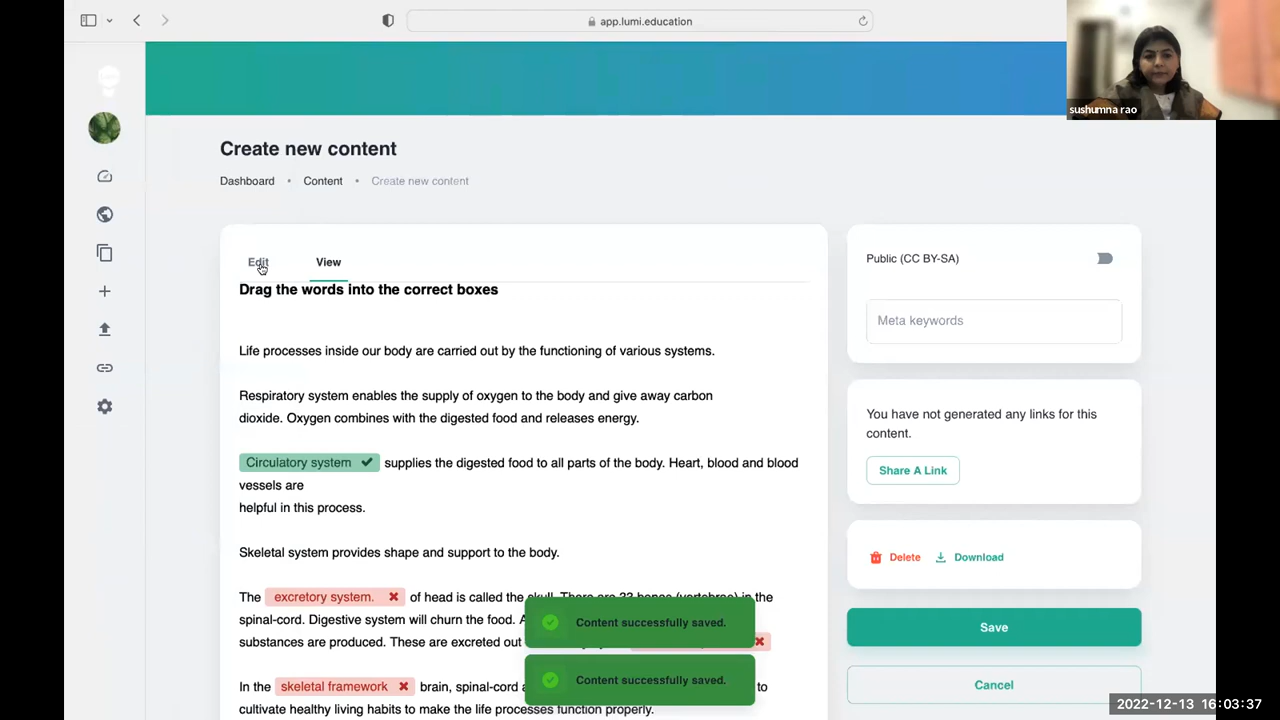 app.lumi.education
sushumna rao
Create new content
Dashboard • Content • Create new content
Edit View
Drag the words into the correct boxes
Life processes inside our body are carried out by the functioning of various systems.
Respiratory system enables the supply of oxygen to the body and give away carbon
dioxide. Oxygen combines with the digested food and releases energy.
Circulatory system supplies the digested food to all parts of the body. Heart, blood and blood
vessels are
helpful in this process.
Skeletal system provides shape and support to the body.
The excretory system. of head is called the skull. There are 33 bones (vertebrae) in the
spinal-cord. Digestive system will churn the food.
substances are produced. These are excreted out
In the skeletal framework brain, spinal-cord to
cultivate healthy living habits to make the life processes function properly.
Content successfully saved.
Content successfully saved.
Public (CC BY-SA)
Meta keywords
You have not generated any links for this
content.
Share A Link
Delete Download
Save
Cancel
2022-12-13 16:03:37